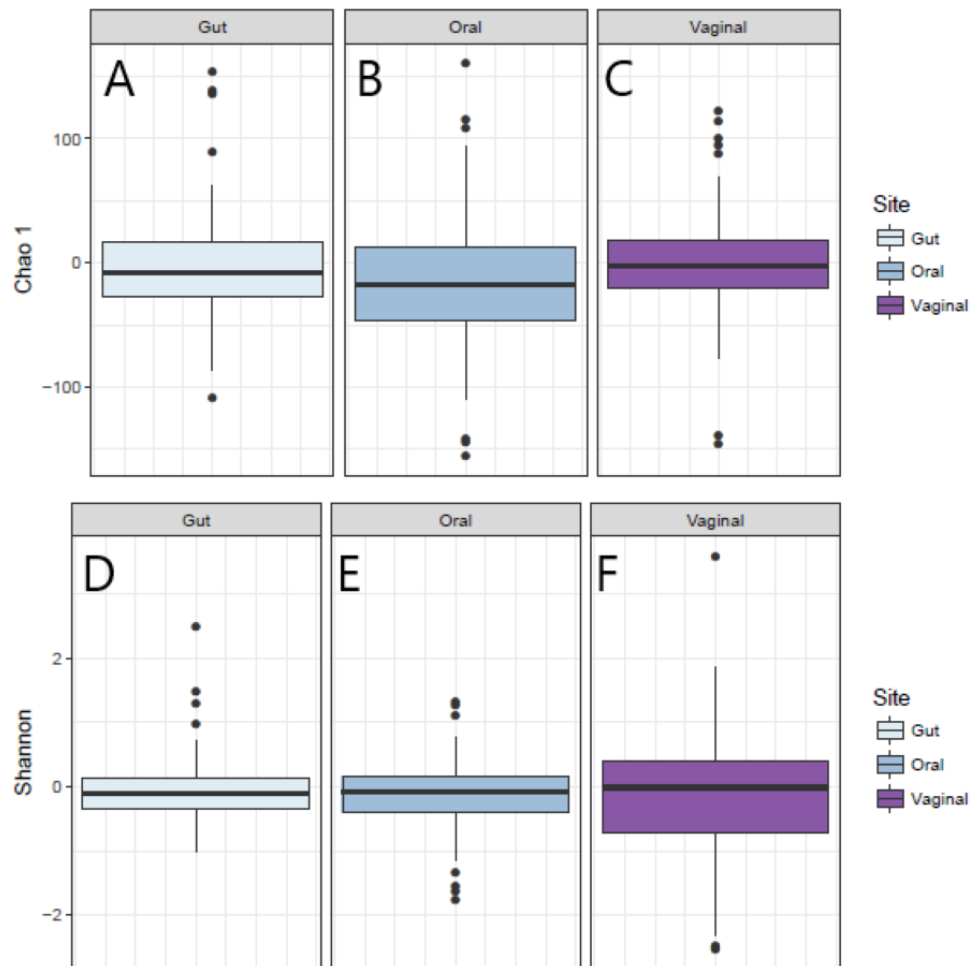 Gut Oral Vaginal
A B C
Chao 1
100
0
−100
Site
Gut
Oral
Vaginal
Gut Oral Vaginal
D E F
Shannon
2
0
−2
Site
Gut
Oral
Vaginal